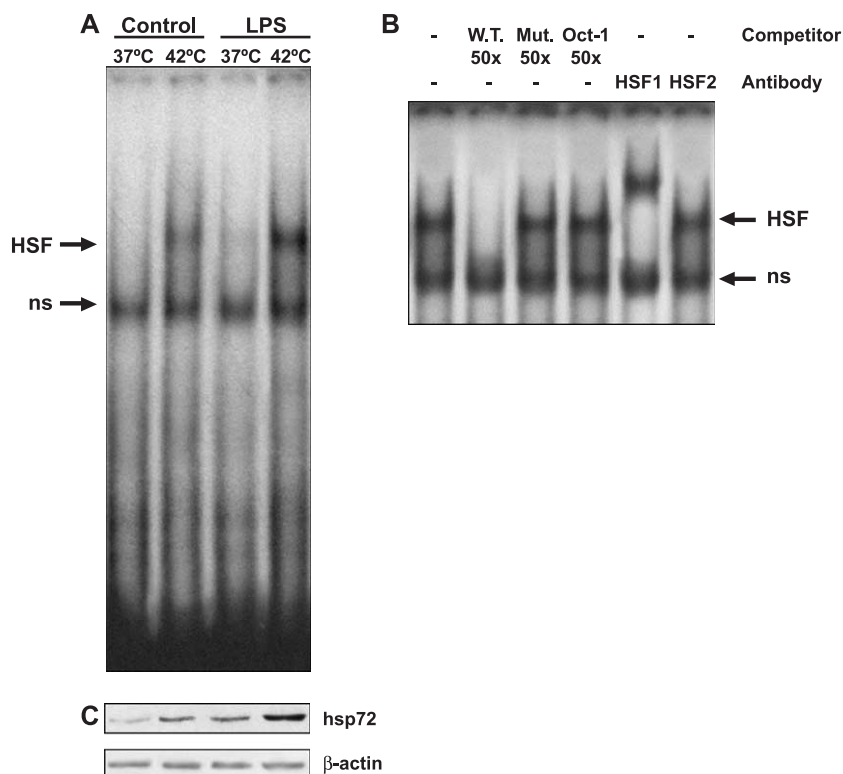 A
Control LPS
37ºC 42ºC 37ºC 42ºC
HSF
ns
B
- W.T. Mut. Oct-1 - - Competitor
50x 50x 50x
- - - - HSF1 HSF2 Antibody
HSF
ns
C
hsp72
β-actin